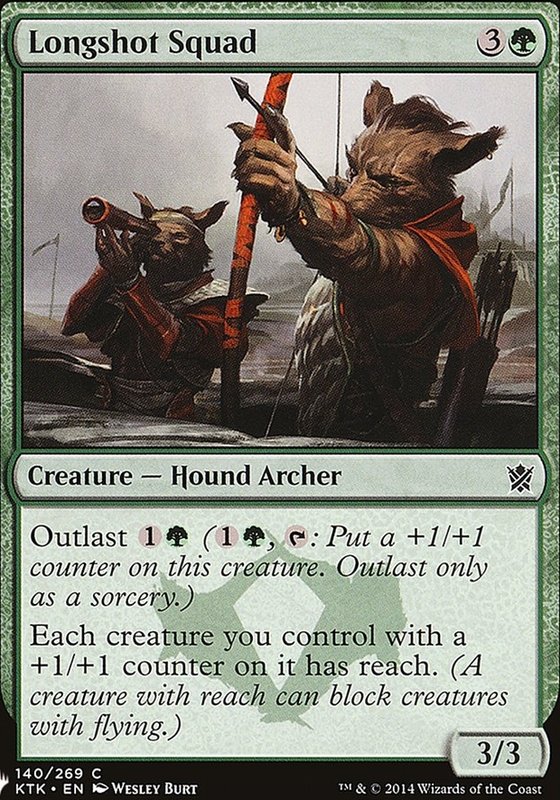 Longshot Squad 3
Creature — Hound Archer
Outlast 1 (1, : Put a +1/+1
counter on this creature. Outlast only
as a sorcery.)
Each creature you control with a
+1/+1 counter on it has reach. (A
creature with reach can block creatures
with flying.)
3/3
140/269 C
KTK • EN Wesley Burt
™ & © 2014 Wizards of the Coast